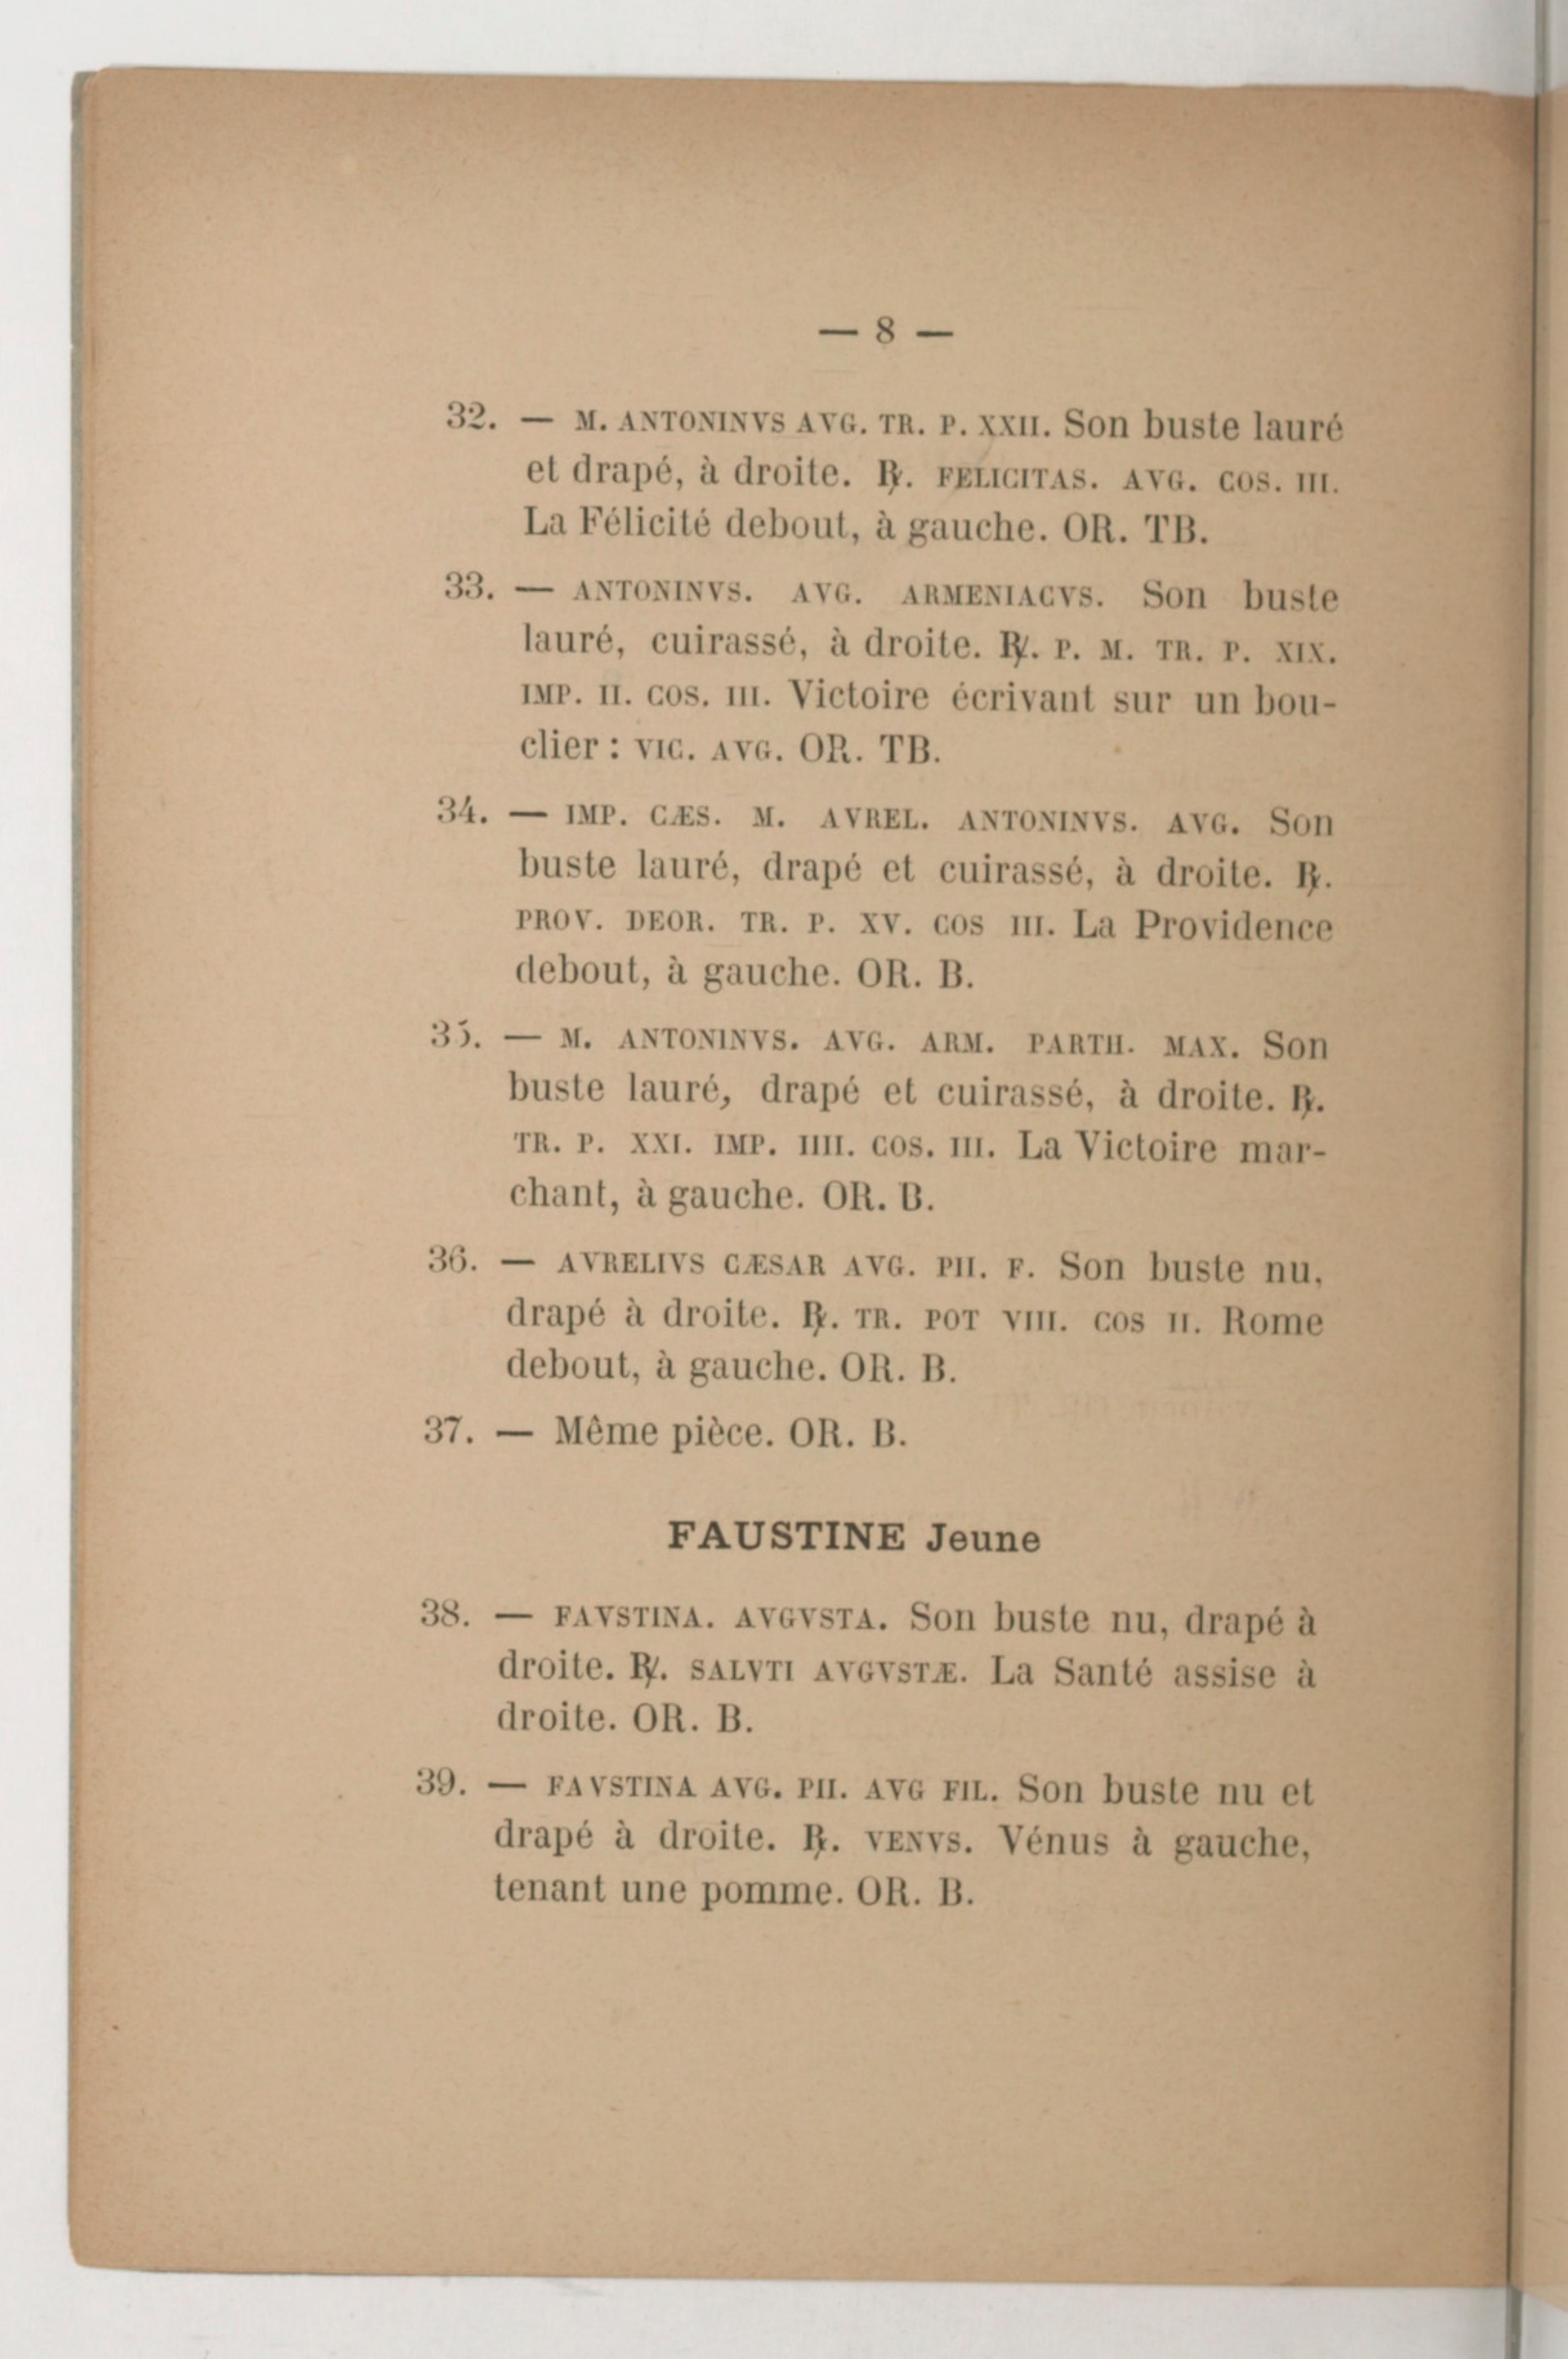 — 8 —
32. — M. ANTONINVS AVG. TR. P. XXII. Son buste lauré
et drapé, à droite. ℞. FELICITAS. AVG. COS. III.
La Félicité debout, à gauche. OR. TB.
33. — ANTONINVS. AVG. ARMENIACVS. Son buste
lauré, cuirassé, à droite. ℞. P. M. TR. P. XIX.
IMP. II. COS. III. Victoire écrivant sur un bou-
clier : VIC. AVG. OR. TB.
34. — IMP. CÆS. M. AVREL. ANTONINVS. AVG. Son
buste lauré, drapé et cuirassé, à droite. ℞.
PROV. DEOR. TR. P. XV. COS III. La Providence
debout, à gauche. OR. B.
35. — M. ANTONINVS. AVG. ARM. PARTH. MAX. Son
buste lauré, drapé et cuirassé, à droite. ℞.
TR. P. XXI. IMP. IIII. COS. III. La Victoire mar-
chant, à gauche. OR. B.
36. — AVRELIVS CÆSAR AVG. PII. F. Son buste nu,
drapé à droite. ℞. TR. POT VIII. COS II. Rome
debout, à gauche. OR. B.
37. — Même pièce. OR. B.
FAUSTINE Jeune
38. — FAVSTINA. AVGVSTA. Son buste nu, drapé à
droite. ℞. SALVTI AVGVSTÆ. La Santé assise à
droite. OR. B.
39. — FAVSTINA AVG. PII. AVG FIL. Son buste nu et
drapé à droite. ℞. VENVS. Vénus à gauche,
tenant une pomme. OR. B.